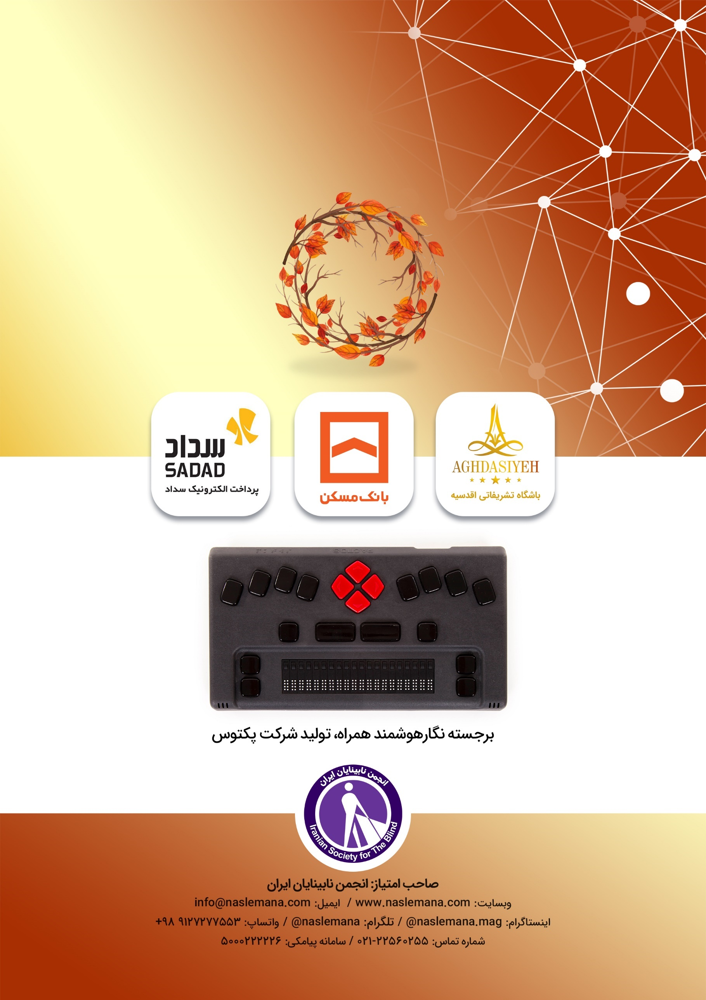 سداد
SADAD
پرداخت الکترونیک سداد
بانک مسکن
AGHDASIYEH
باشگاه تشریفاتی اقدسیه
برجسته نگارهوشمند همراه، تولید شرکت پکتوس
انجمن نابینایان ایران
Iranian Society for The Blind
صاحب امتیاز: انجمن نابینایان ایران
وبسایت: www.naslemana.com / ایمیل: info@naslemana.com
اینستاگرام: @naslemana.mag / تلگرام: @naslemana / واتساپ: +۹۸ ۹۱۲۷۲۷۷۵۵۳
شماره تماس: ۰۲۱-۲۲۵۶۰۲۵۵ / سامانه پیامکی: ۵۰۰۰۲۲۲۲۲۶